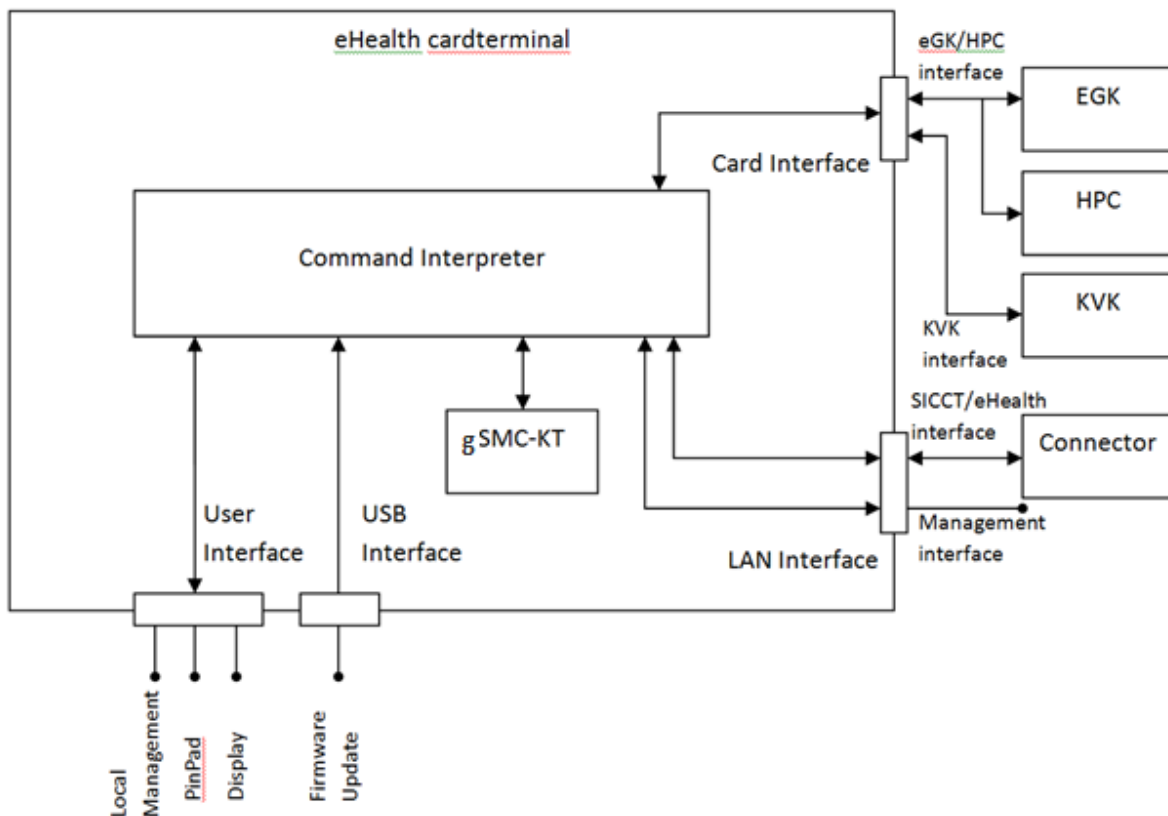 eHealth cardterminal
eGK/HPC
interface
EGK
Card Interface
HPC
Command Interpreter
KVK
KVK
interface
SICCT/eHealth
interface
Connector
gSMC-KT
User
Interface
USB
Interface
Management
interface
LAN Interface
Local
Management
PinPad
Display
Firmware
Update